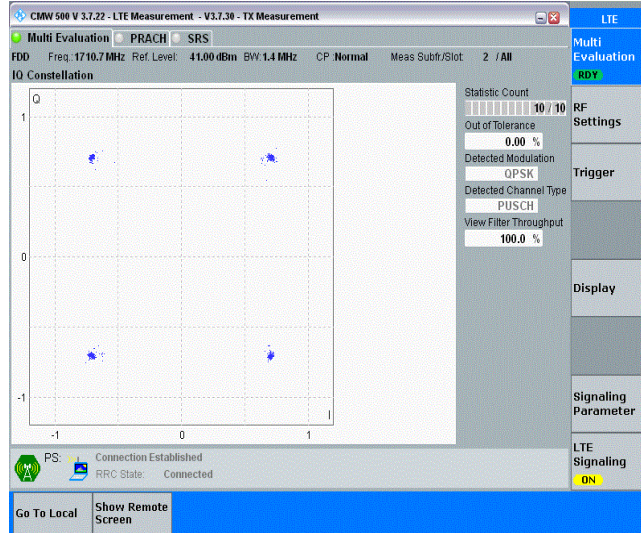 CMW 500 V 3.7.22 - LTE Measurement - V3.7.30 - TX Measurement
LTE
Multi Evaluation PRACH SRS
FDD Freq.:1710.7 MHz Ref. Level: 41.00 dBm BW:1.4 MHz CP :Normal Meas Subfr/Slot: 2 / All
IQ Constellation
Q
1
0
-1
-1 0 1
I
Statistic Count
10 / 10
Out of Tolerance
0.00 %
Detected Modulation
QPSK
Detected Channel Type
PUSCH
View Filter Throughput
100.0 %
Multi
Evaluation
RDY
RF
Settings
Trigger
Display
Signaling
Parameter
LTE
Signaling
ON
PS: Connection Established
RRC State: Connected
Go To Local
Show Remote
Screen